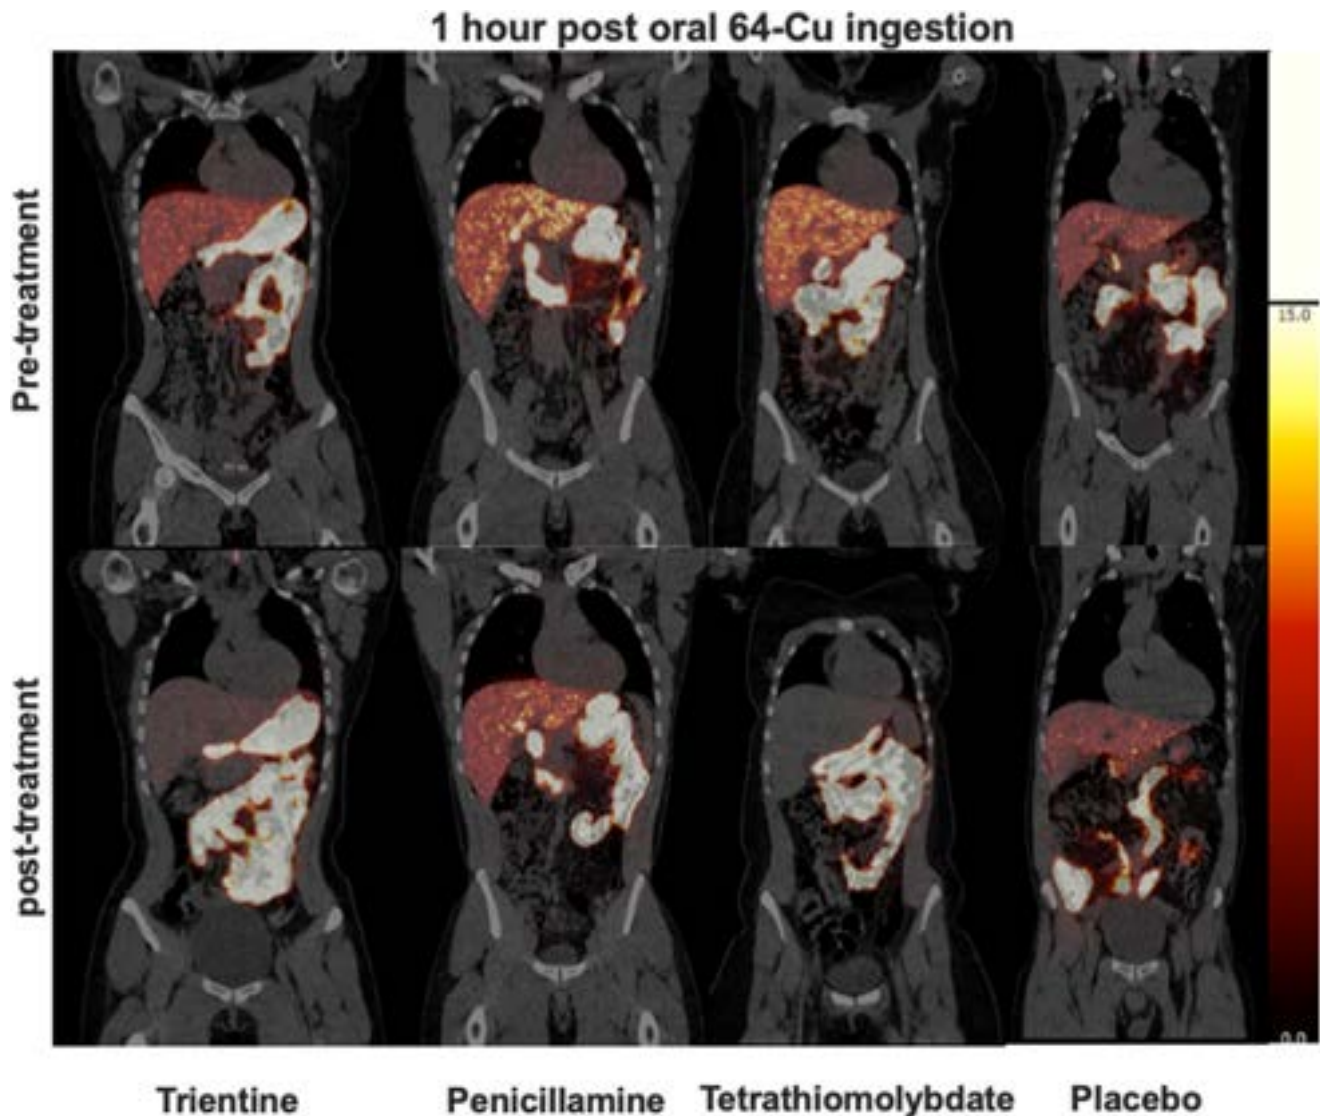 1 hour post oral 64-Cu ingestion
Pre-treatment
15.0
post-treatment
0.0
Trientine Penicillamine Tetrathiomolybdate Placebo